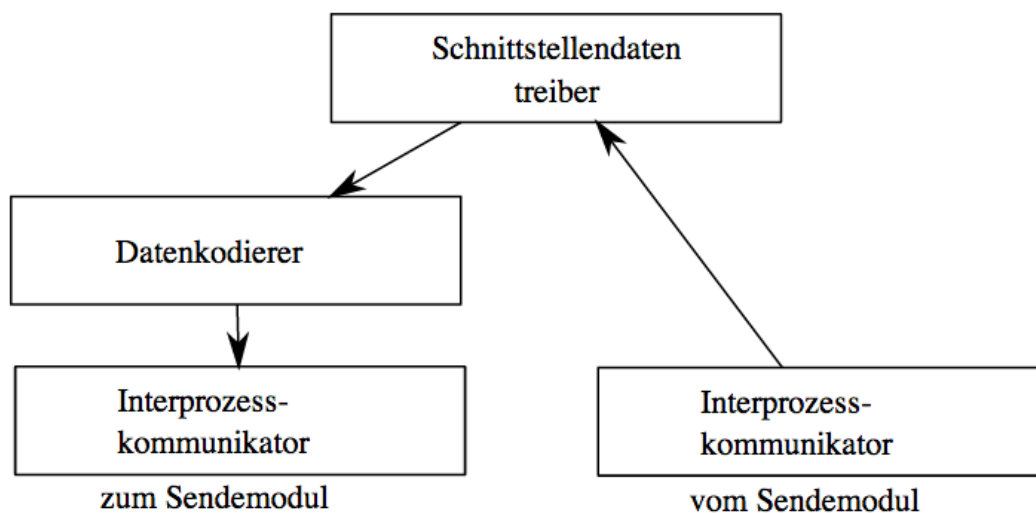 Schnittstellendaten
treiber
Datenkodierer
Interprozess-
kommunikator
zum Sendemodul
Interprozess-
kommunikator
vom Sendemodul